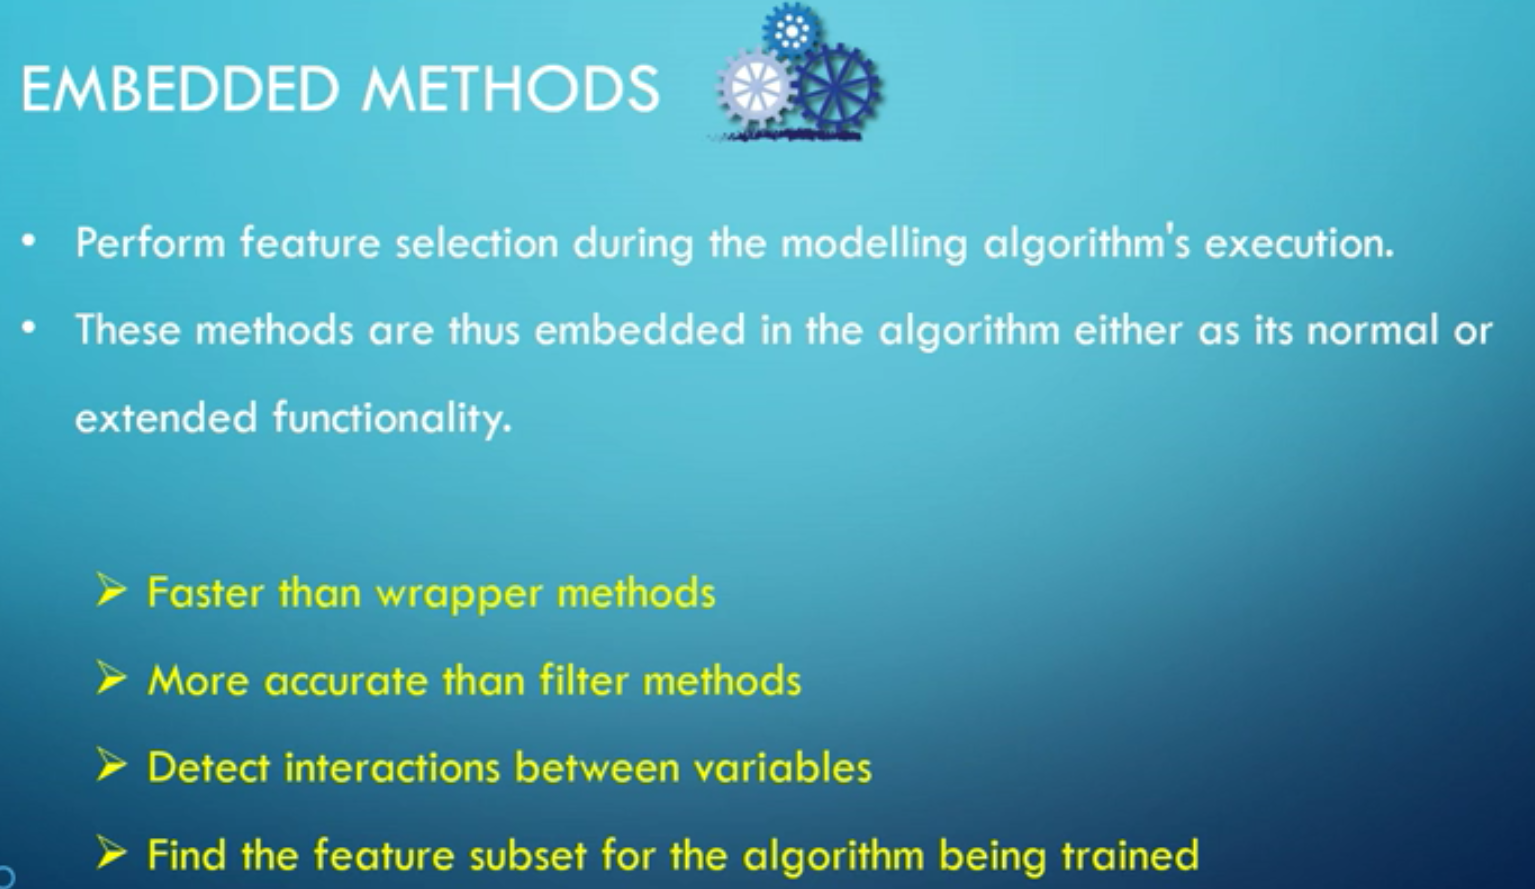 EMBEDDED METHODS
• Perform feature selection during the modelling algorithm's execution.
• These methods are thus embedded in the algorithm either as its normal or
extended functionality.
➢ Faster than wrapper methods
➢ More accurate than filter methods
➢ Detect interactions between variables
➢ Find the feature subset for the algorithm being trained